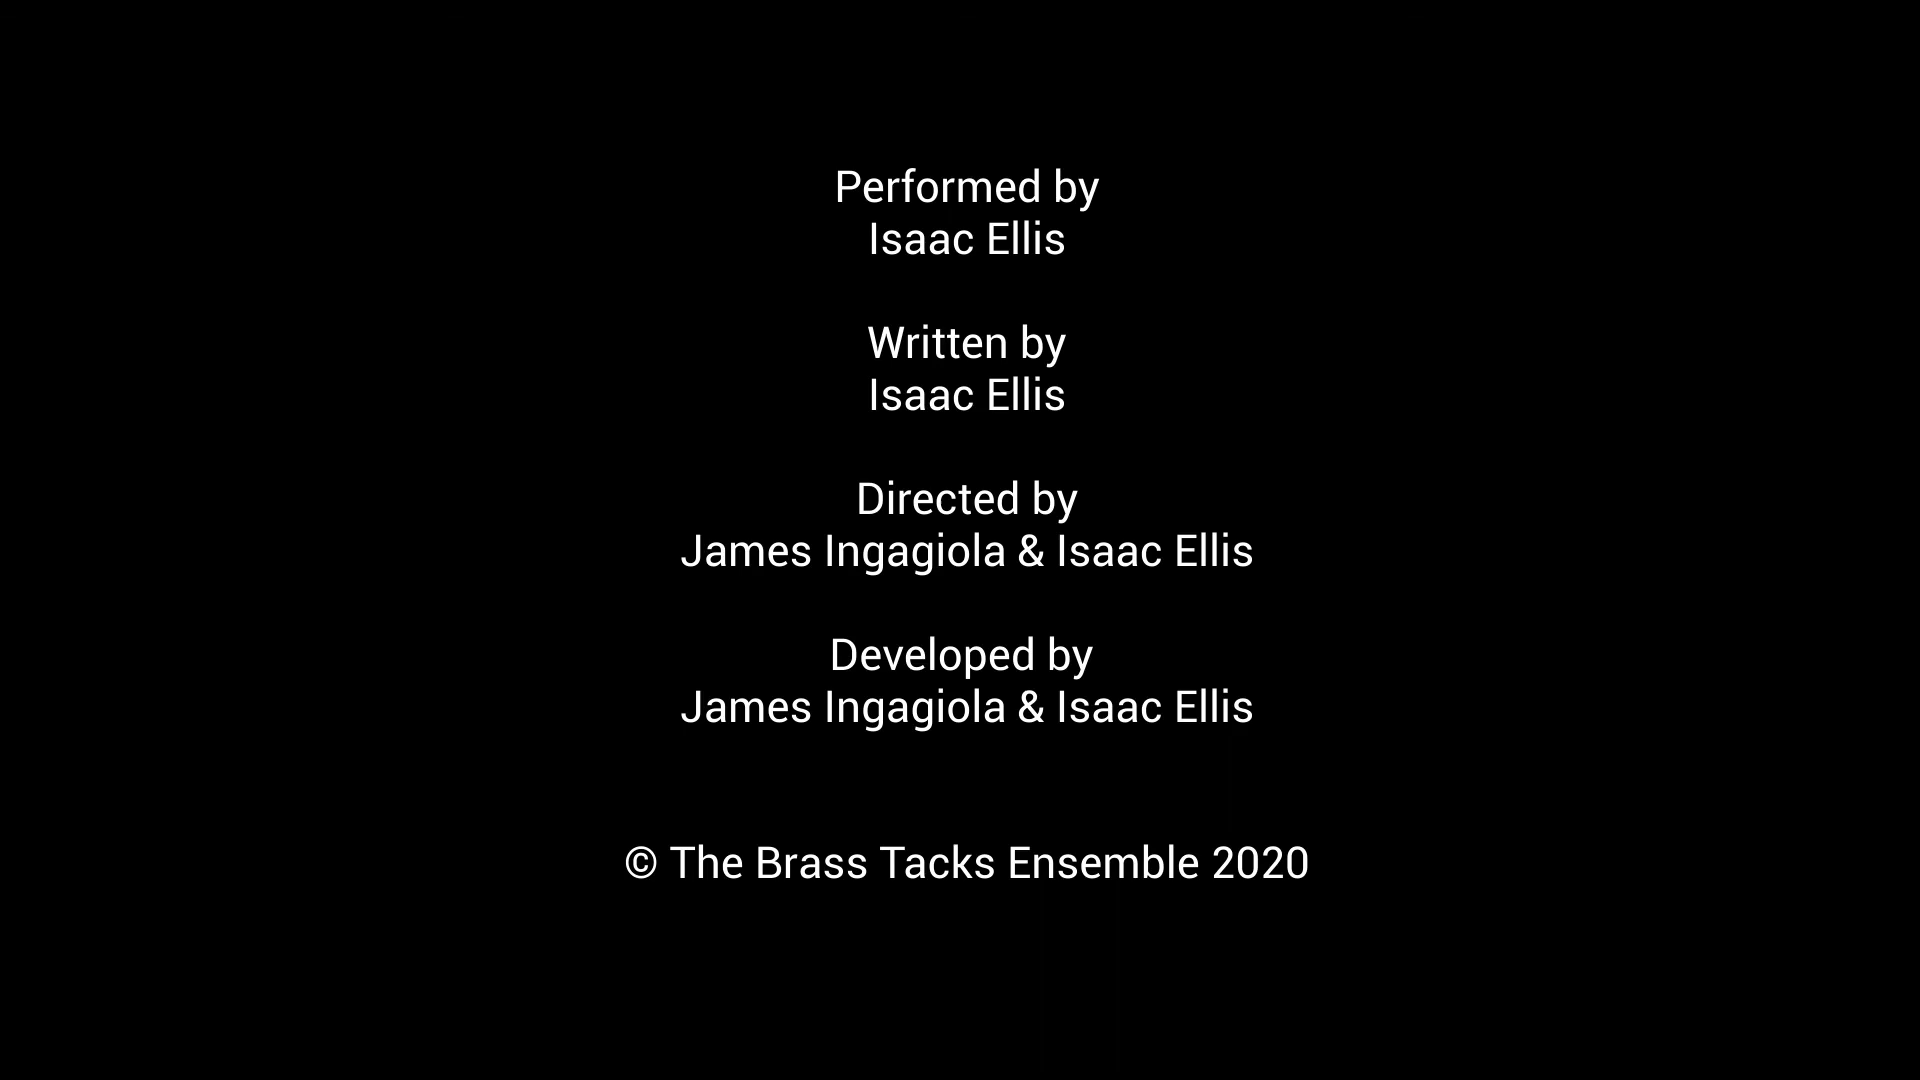 Performed by
Isaac Ellis
Written by
Isaac Ellis
Directed by
James Ingagiola & Isaac Ellis
Developed by
James Ingagiola & Isaac Ellis
© The Brass Tacks Ensemble 2020